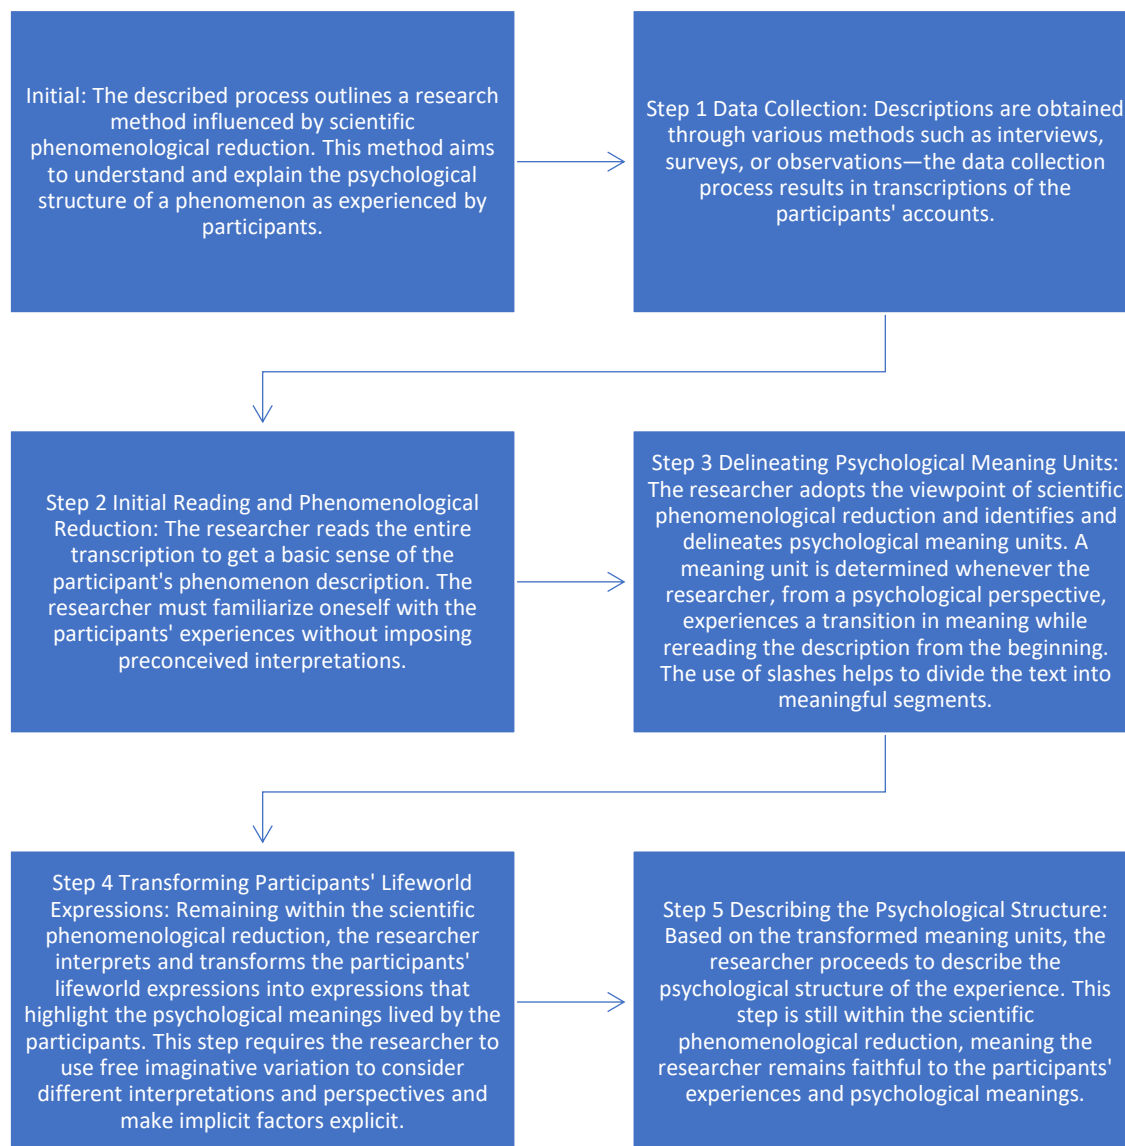 Initial: The described process outlines a research
method influenced by scientific
phenomenological reduction. This method aims
to understand and explain the psychological
structure of a phenomenon as experienced by
participants.
Step 1 Data Collection: Descriptions are obtained
through various methods such as interviews,
surveys, or observations—the data collection
process results in transcriptions of the
participants' accounts.
Step 2 Initial Reading and Phenomenological
Reduction: The researcher reads the entire
transcription to get a basic sense of the
participant's phenomenon description. The
researcher must familiarize oneself with the
participants' experiences without imposing
preconceived interpretations.
Step 3 Delineating Psychological Meaning Units:
The researcher adopts the viewpoint of scientific
phenomenological reduction and identifies and
delineates psychological meaning units. A
meaning unit is determined whenever the
researcher, from a psychological perspective,
experiences a transition in meaning while
rereading the description from the beginning.
The use of slashes helps to divide the text into
meaningful segments.
Step 4 Transforming Participants' Lifeworld
Expressions: Remaining within the scientific
phenomenological reduction, the researcher
interprets and transforms the participants'
lifeworld expressions into expressions that
highlight the psychological meanings lived by the
participants. This step requires the researcher to
use free imaginative variation to consider
different interpretations and perspectives and
make implicit factors explicit.
Step 5 Describing the Psychological Structure:
Based on the transformed meaning units, the
researcher proceeds to describe the
psychological structure of the experience. This
step is still within the scientific
phenomenological reduction, meaning the
researcher remains faithful to the participants'
experiences and psychological meanings.